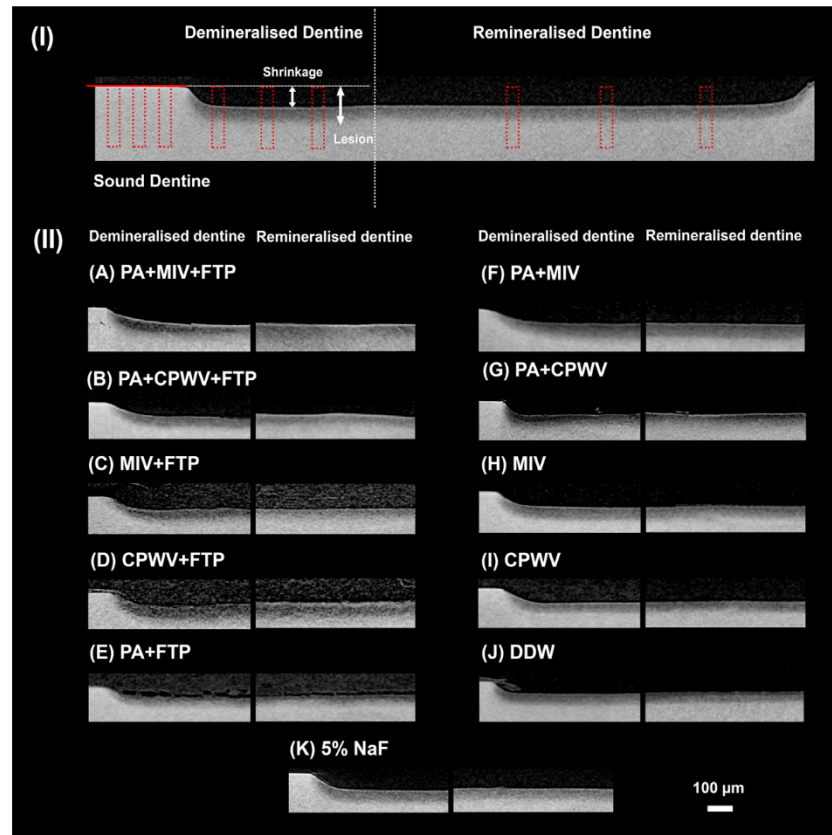 (I)
Demineralised Dentine
Remineralised Dentine
Shrinkage
Lesion
Sound Dentine
(II)
Demineralised dentine
Remineralised dentine
(A) PA+MIV+FTP
(B) PA+CPWV+FTP
(C) MIV+FTP
(D) CPWV+FTP
(E) PA+FTP
Demineralised dentine
Remineralised dentine
(F) PA+MIV
(G) PA+CPWV
(H) MIV
(I) CPWV
(J) DDW
(K) 5% NaF
100 µm